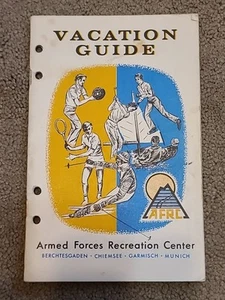 VACATION
GUIDE
AFRC
Armed Forces Recreation Center
BERCHTESGADEN · CHIEMSEE · GARMISCH · MUNICH